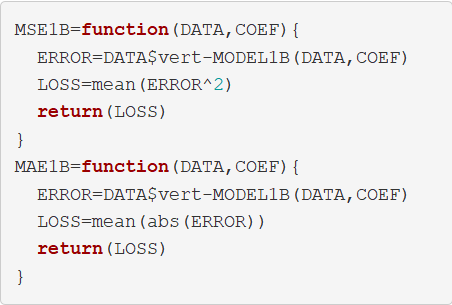 MSE1B=function(DATA,COEF){
  ERROR=DATA$vert-MODEL1B(DATA,COEF)
  LOSS=mean(ERROR^2)
  return(LOSS)
}
MAE1B=function(DATA,COEF){
  ERROR=DATA$vert-MODEL1B(DATA,COEF)
  LOSS=mean(abs(ERROR))
  return(LOSS)
}